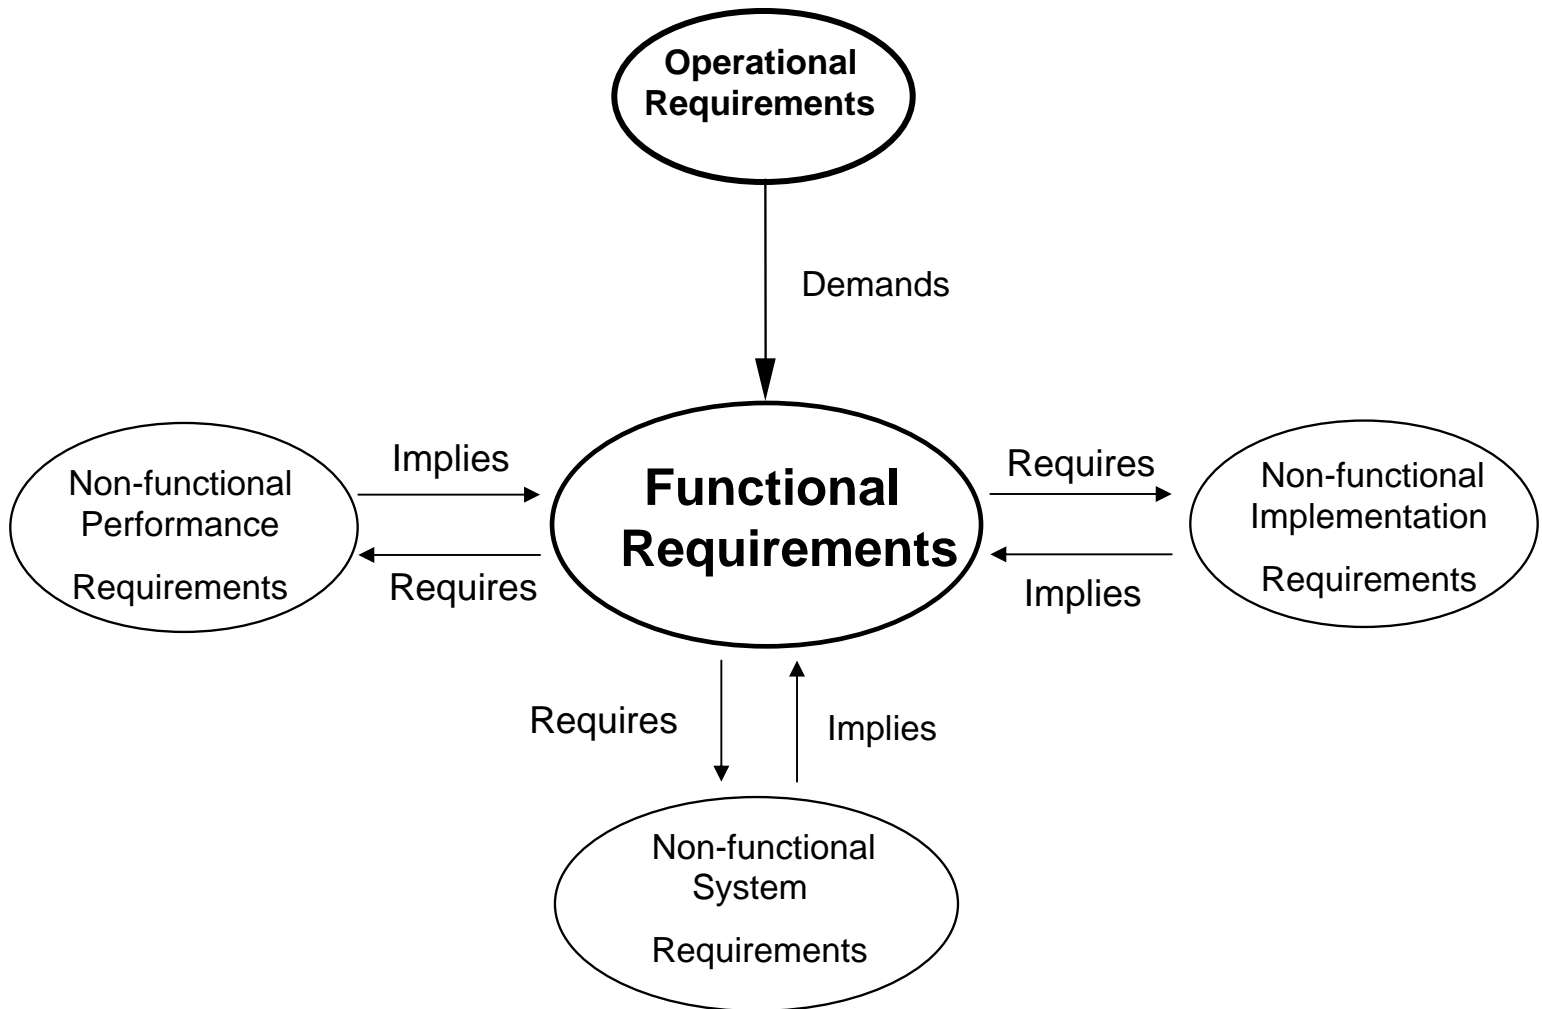 Operational
Requirements
Demands
Implies
Requires
Non-functional
Performance
Requirements
Functional
Requirements
Requires
Implies
Non-functional
Implementation
Requirements
Requires
Implies
Non-functional
System
Requirements